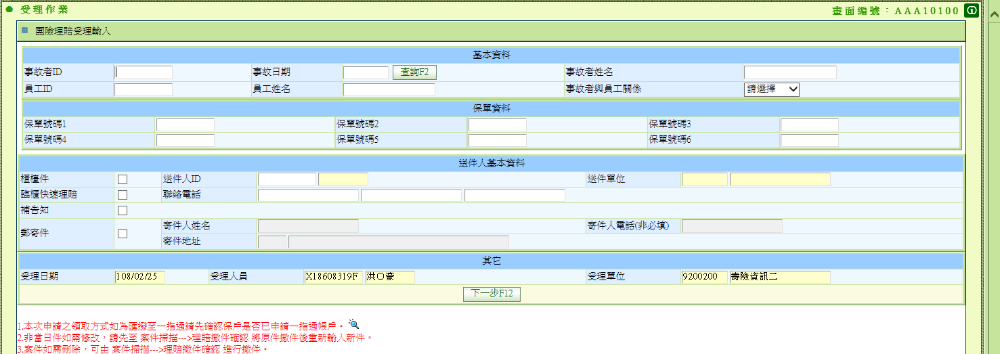 受理作業
畫面編號：AAA10100
團險理賠受理輸入
基本資料
事故者ID 事故日期 查詢F2 事故者姓名
員工ID 員工姓名 事故者與員工關係 請選擇
保單資料
保單號碼1 保單號碼2 保單號碼3
保單號碼4 保單號碼5 保單號碼6
送件人基本資料
櫃檯件 送件人ID 送件單位
臨櫃快速理賠 聯絡電話
補告知
郵寄件 寄件人姓名 寄件人電話(非必填)
寄件地址
其它
受理日期 108/02/25 受理人員 X18608319F 洪○豪 受理單位 9200200 壽險資訊二
下一步F12
1.本次申請之領取方式如為匯撥至一指通請先確認保戶是否已申請一指通帳戶。
2.非當日件如需修改，請先至 案件掃描--->理賠撤件確認 將原件撤件後重新輸入新件。
3.案件如需刪除，可由 案件掃描--->理賠撤件確認 進行撤件。